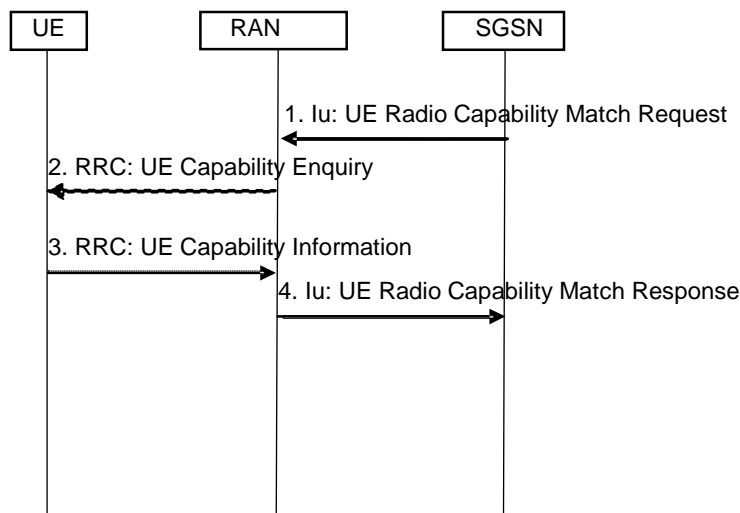 UE
RAN
SGSN
1. Iu: UE Radio Capability Match Request
2. RRC: UE Capability Enquiry
3. RRC: UE Capability Information
4. Iu: UE Radio Capability Match Response